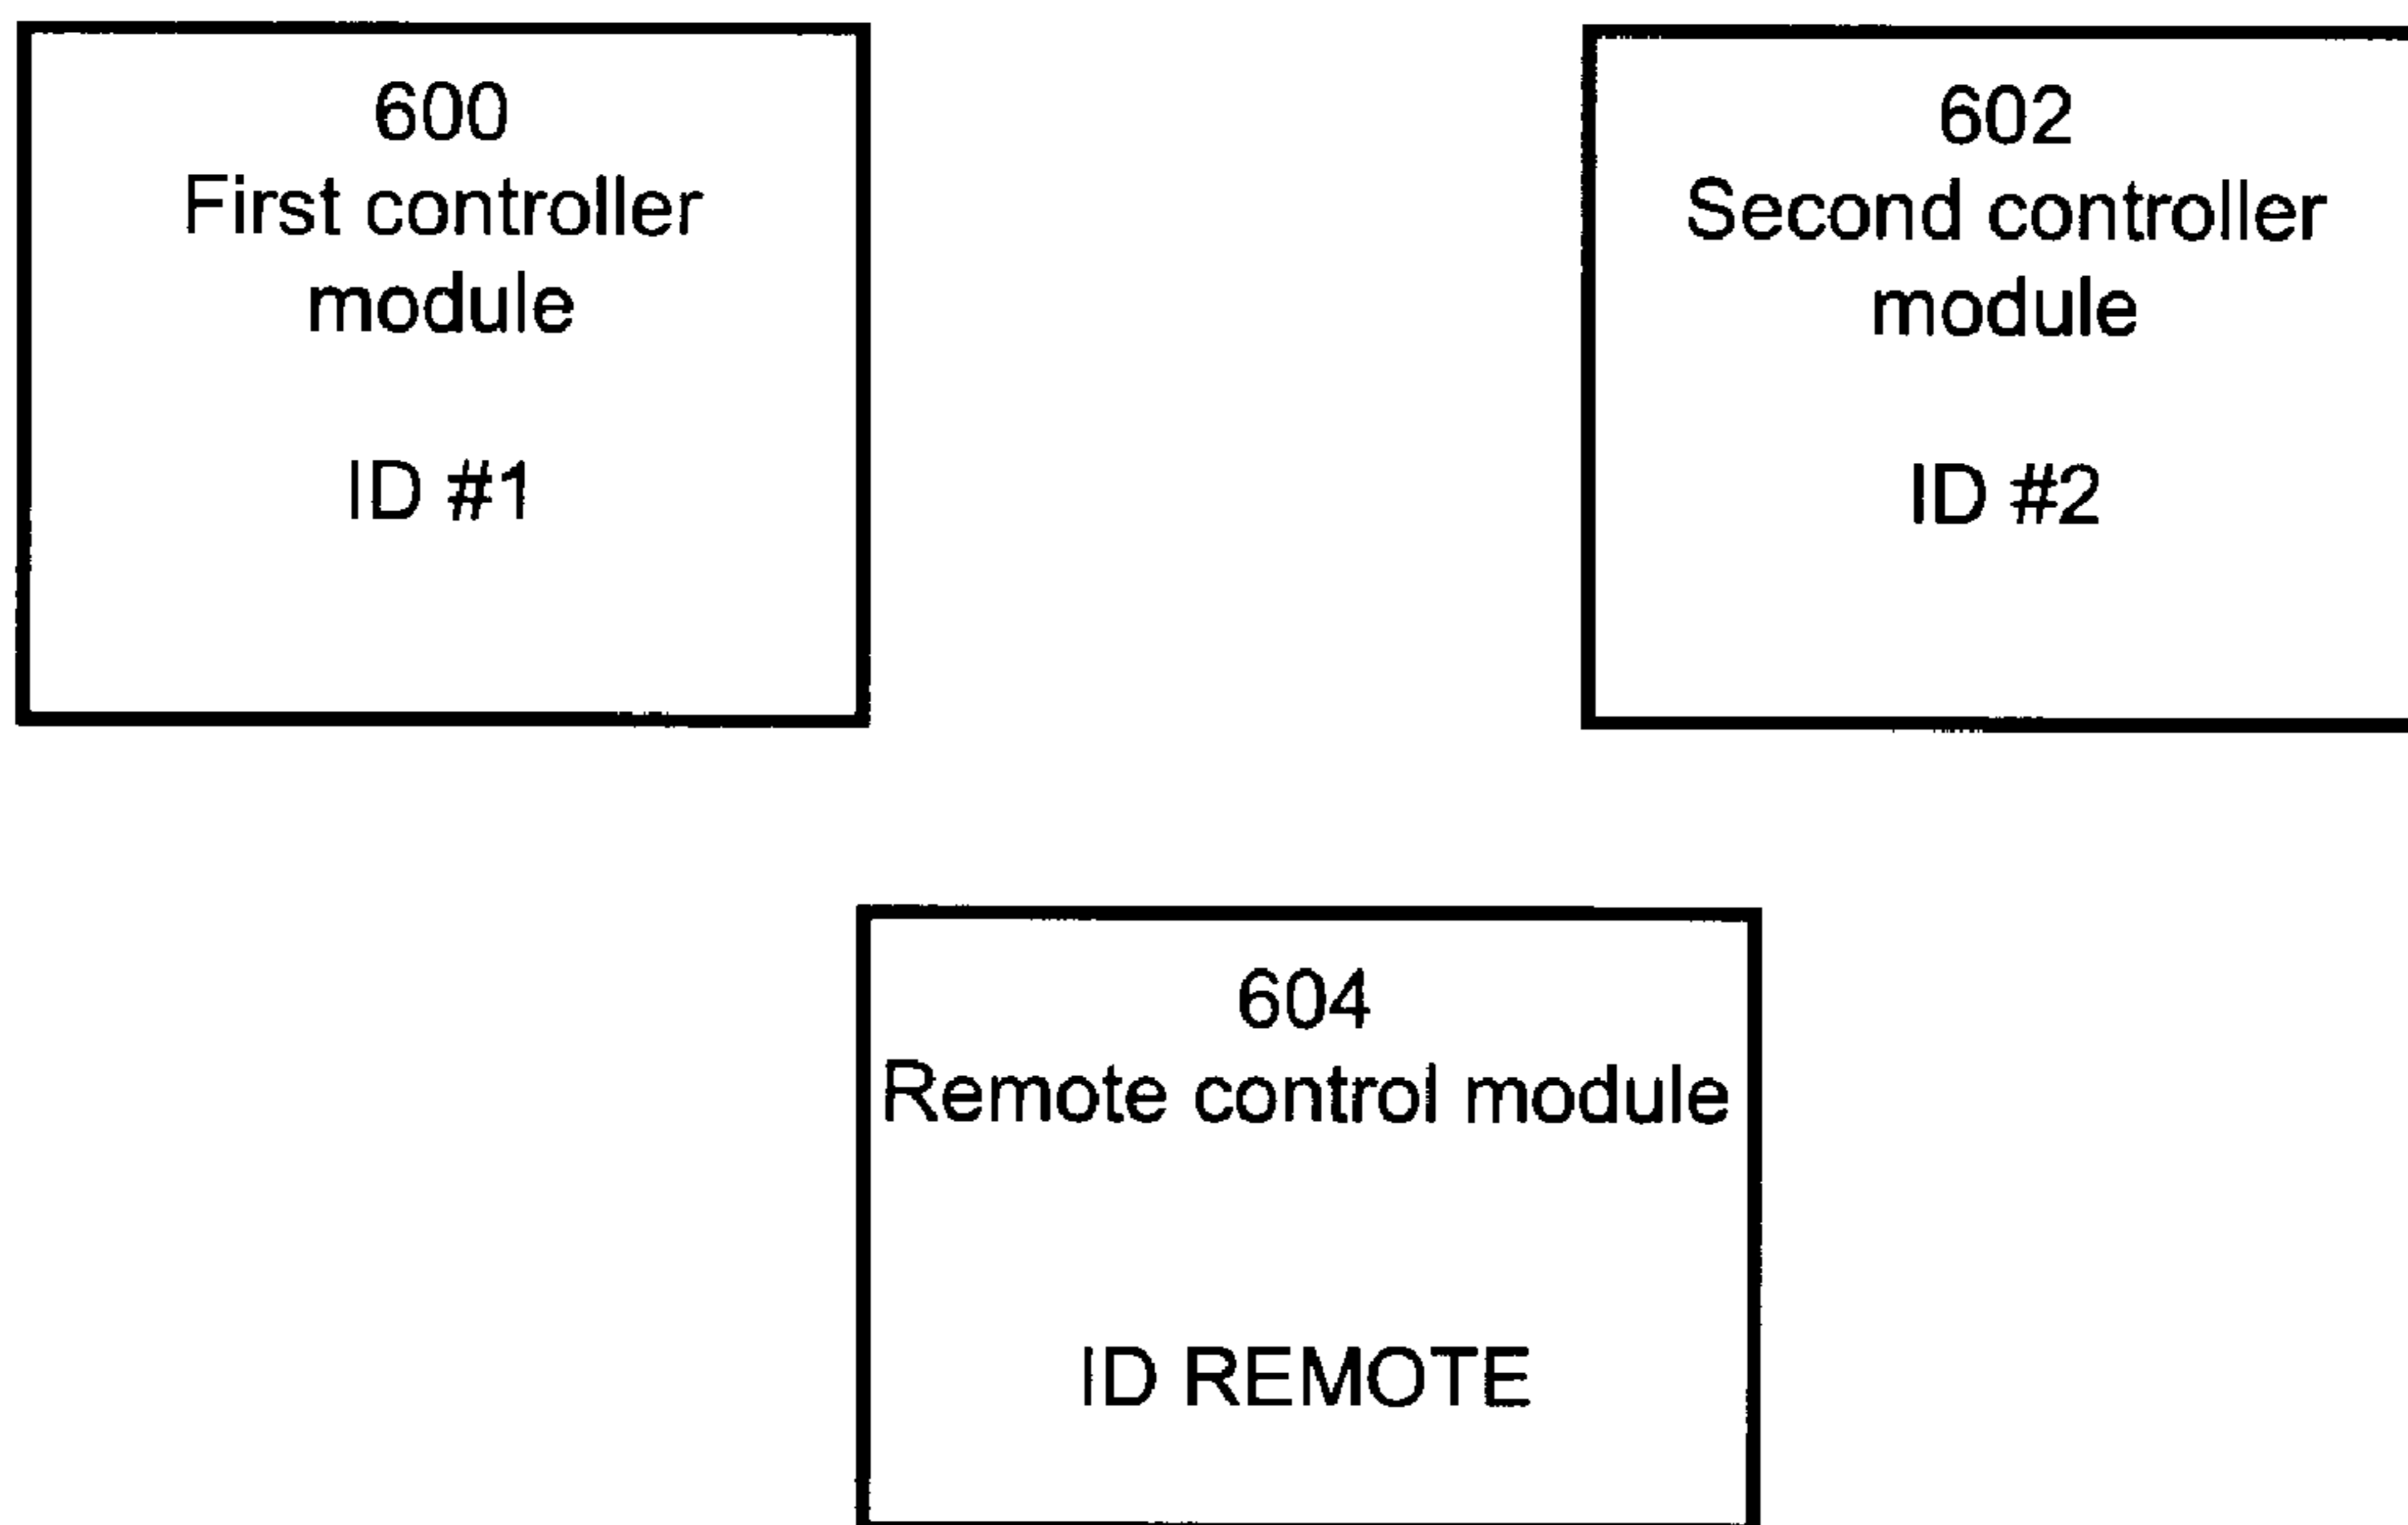 600
First controller
module
ID #1
602
Second controller
module
ID #2
604
Remote control module
ID REMOTE